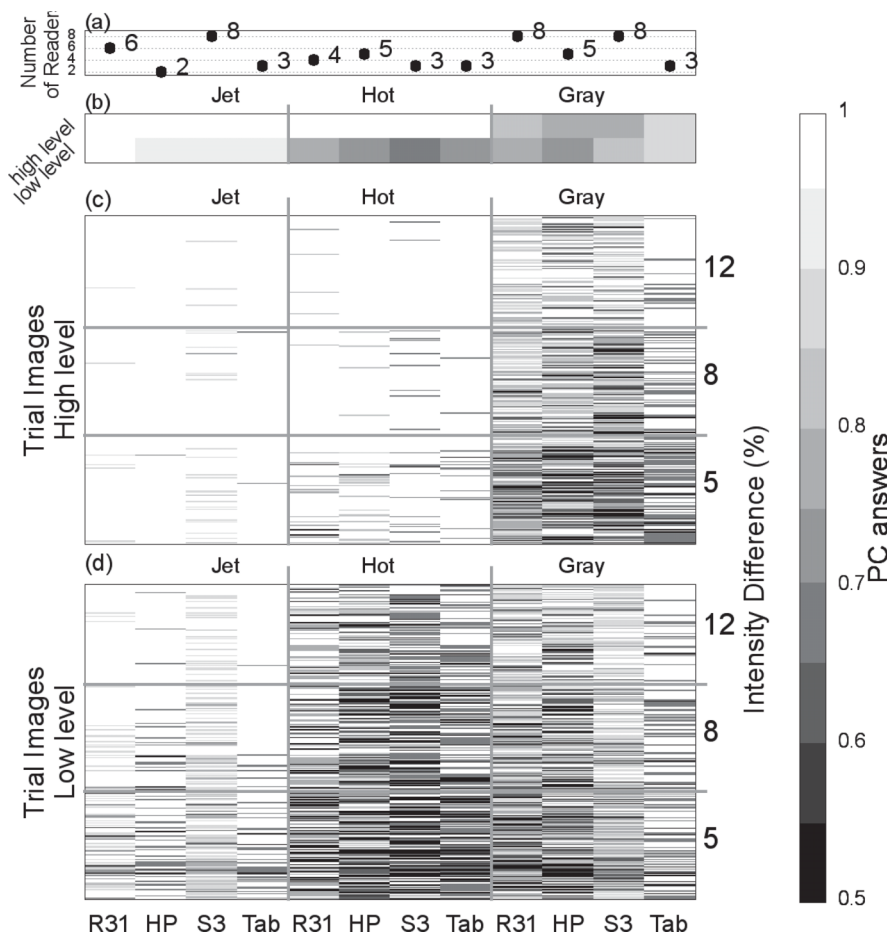 (a)
Number
of Reader
8
6
4
2
6
2
8
3
4
5
3
3
8
5
8
3
(b)
Jet Hot Gray
high level
low level
(c)
Jet Hot Gray
Trial Images
High level
12
8
5
(d)
Jet Hot Gray
Trial Images
Low level
12
8
5
Intensity Difference (%)
R31 HP S3 Tab R31 HP S3 Tab R31 HP S3 Tab
1
0.9
0.8
0.7
0.6
0.5
PC answers